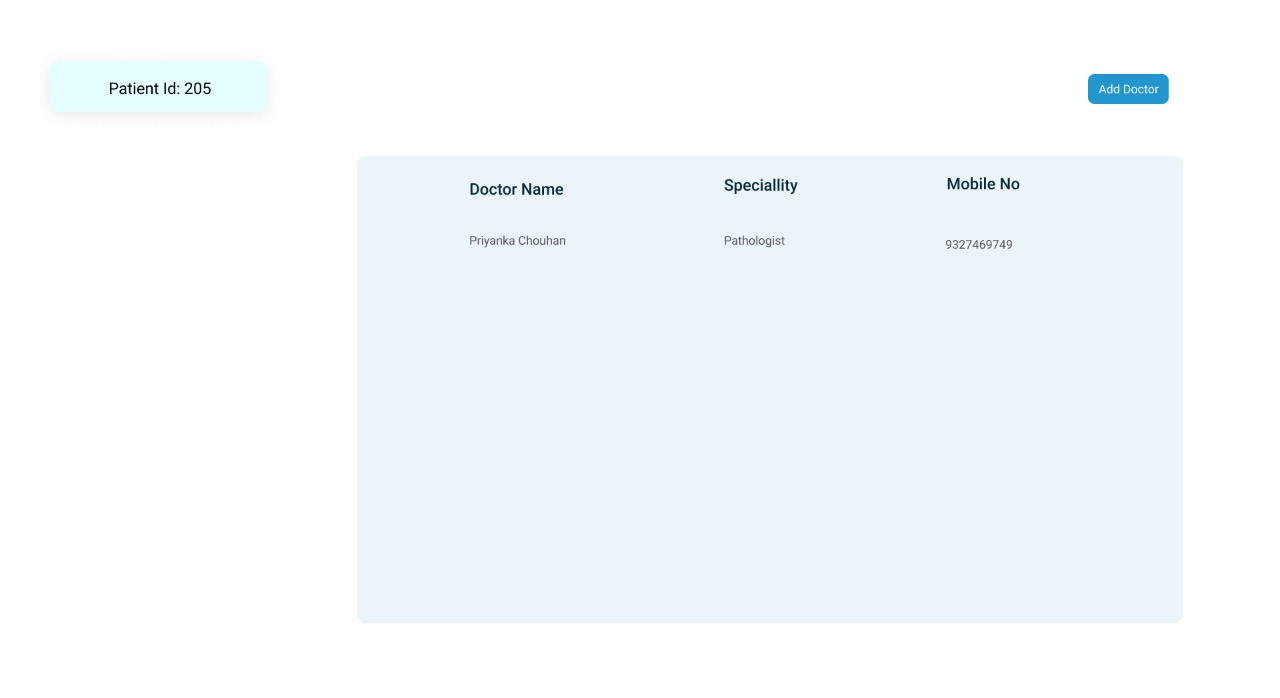 Patient Id: 205
Add Doctor
Doctor Name Speciallity Mobile No
Priyanka Chouhan Pathologist 9327469749